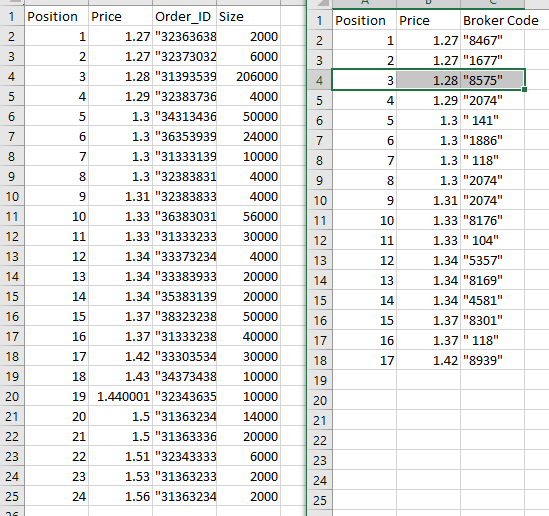 1 Position Price Order_ID Size
2 1 1.27 "32363638 2000
3 2 1.27 "32373032 6000
4 3 1.28 "31393539 206000
5 4 1.29 "32383736 4000
6 5 1.3 "34313436 50000
7 6 1.3 "36353939 24000
8 7 1.3 "31333139 10000
9 8 1.3 "32383831 4000
10 9 1.31 "32383833 4000
11 10 1.33 "36383031 56000
12 11 1.33 "31333233 30000
13 12 1.34 "33373234 4000
14 13 1.34 "33383933 20000
15 14 1.34 "35383139 20000
16 15 1.37 "38323238 50000
17 16 1.37 "31333238 40000
18 17 1.42 "33303534 30000
19 18 1.43 "34373438 10000
20 19 1.440001 "32343635 10000
21 20 1.5 "31363234 14000
22 21 1.5 "31363336 20000
23 22 1.51 "32343333 6000
24 23 1.53 "31363233 2000
25 24 1.56 "31363234 2000
1 Position Price Broker Code
2 1 1.27 "8467"
3 2 1.27 "1677"
4 3 1.28 "8575"
5 4 1.29 "2074"
6 5 1.3 " 141"
7 6 1.3 "1886"
8 7 1.3 " 118"
9 8 1.3 "2074"
10 9 1.31 "2074"
11 10 1.33 "8176"
12 11 1.33 " 104"
13 12 1.34 "5357"
14 13 1.34 "8169"
15 14 1.34 "4581"
16 15 1.37 "8301"
17 16 1.37 " 118"
18 17 1.42 "8939"
19
20
21
22
23
24
25